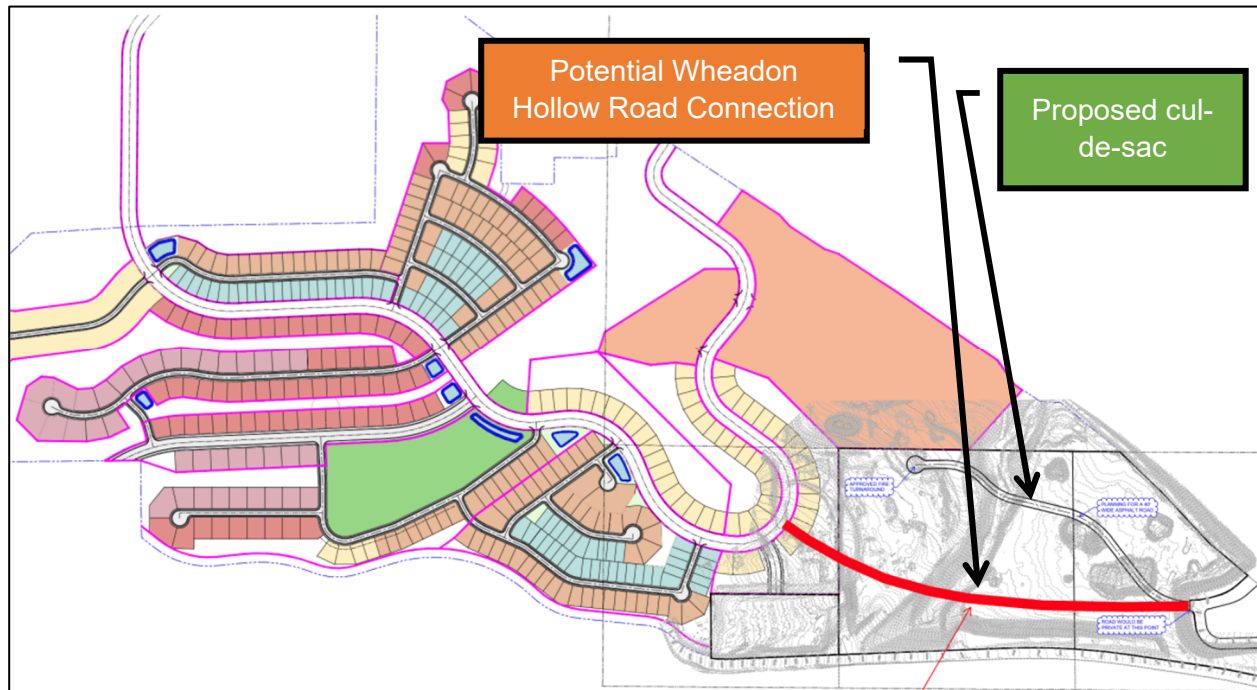 Potential Wheadon
Hollow Road Connection
Proposed cul-
de-sac
APPROVED FIRE
TURNAROUND
PLANNING FOR A 40'
WIDE ASPHALT ROAD
ROAD WOULD BE
PRIVATE AT THIS POINT